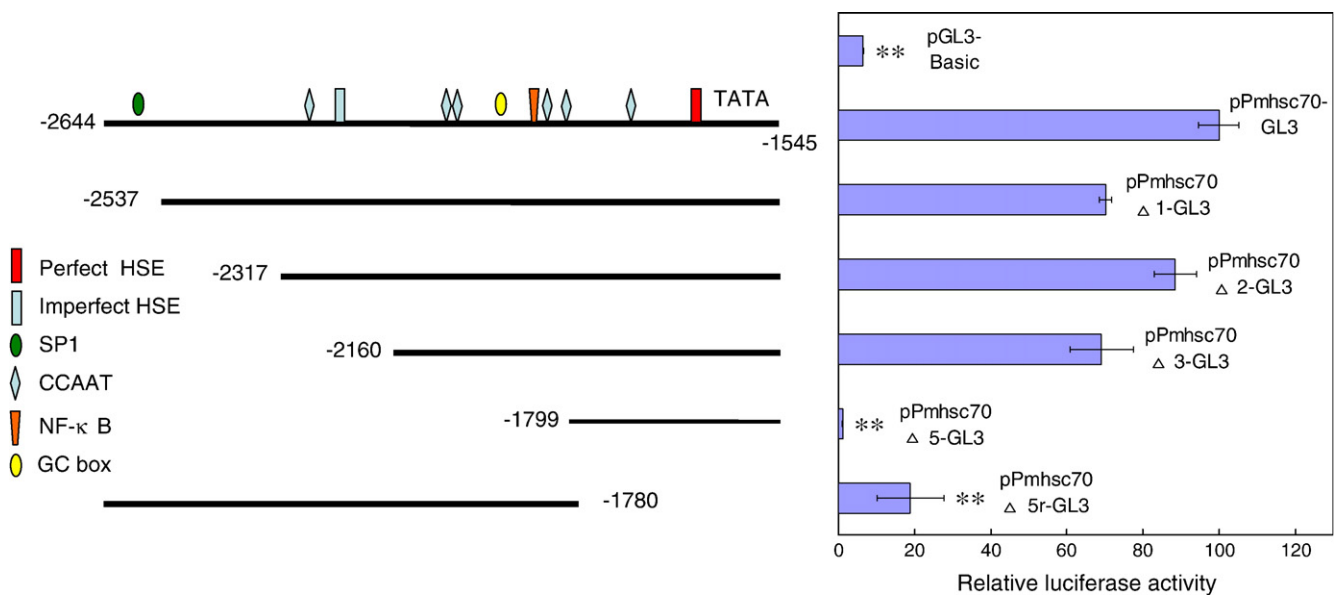 TATA
-2644
-1545
-2537
-2317
-2160
-1799
-1780
Perfect HSE
Imperfect HSE
SP1
CCAAT
NF-κ B
GC box
** pGL3-
Basic
pPmhsc70-
GL3
pPmhsc70
△ 1-GL3
pPmhsc70
△ 2-GL3
pPmhsc70
△ 3-GL3
** pPmhsc70
△ 5-GL3
** pPmhsc70
△ 5r-GL3
0 20 40 60 80 100 120
Relative luciferase activity